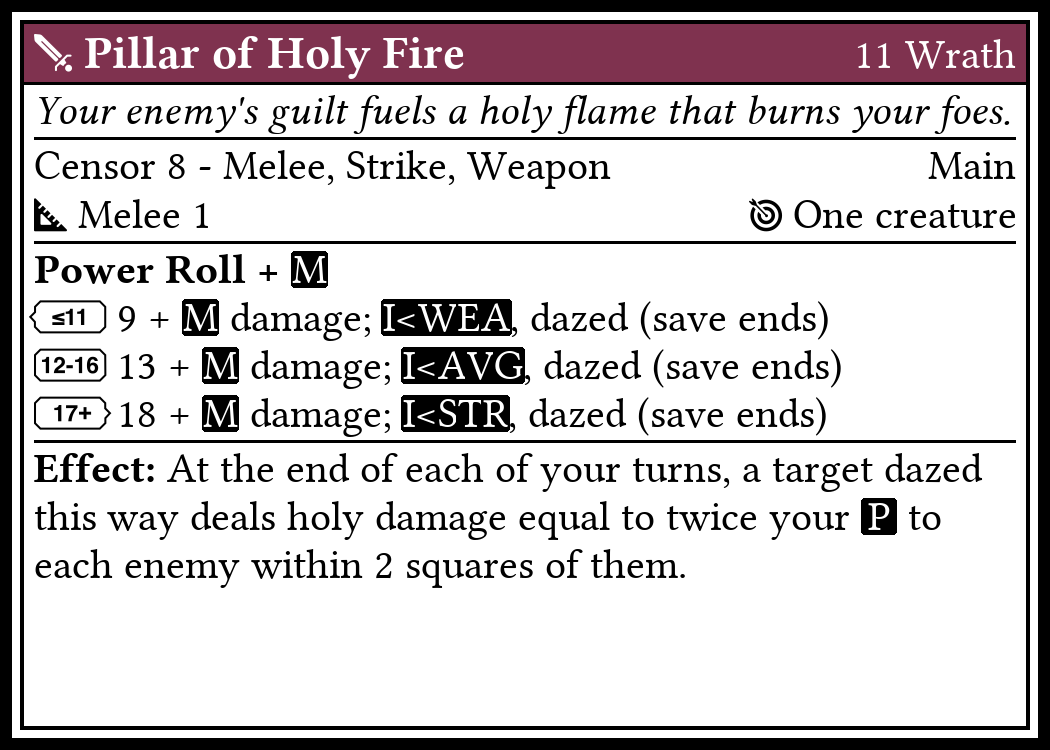 Pillar of Holy Fire 11 Wrath
Your enemy's guilt fuels a holy flame that burns your foes.
Censor 8 - Melee, Strike, Weapon Main
Melee 1 One creature
Power Roll + M
≤11 9 + M damage; I<WEA, dazed (save ends)
12-16 13 + M damage; I<AVG, dazed (save ends)
17+ 18 + M damage; I<STR, dazed (save ends)
Effect: At the end of each of your turns, a target dazed
this way deals holy damage equal to twice your P to
each enemy within 2 squares of them.